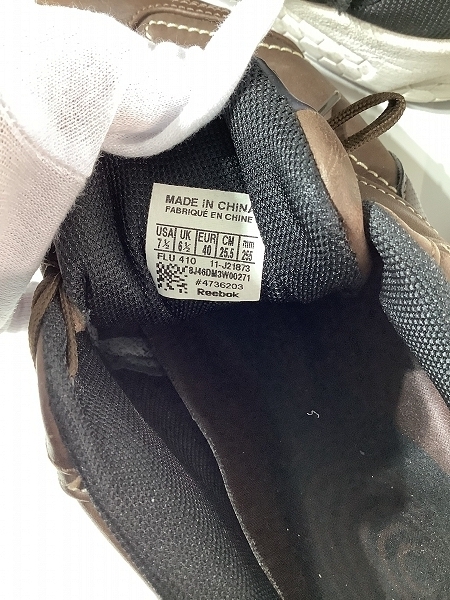 MADE IN CHINA
FABRIQUÉ EN CHINE
USA UK EUR CM mm
7½ 6½ 40 25.5 255
FLU 410 11-J21873
BJ46DM3W00271
#4736203
Reebok